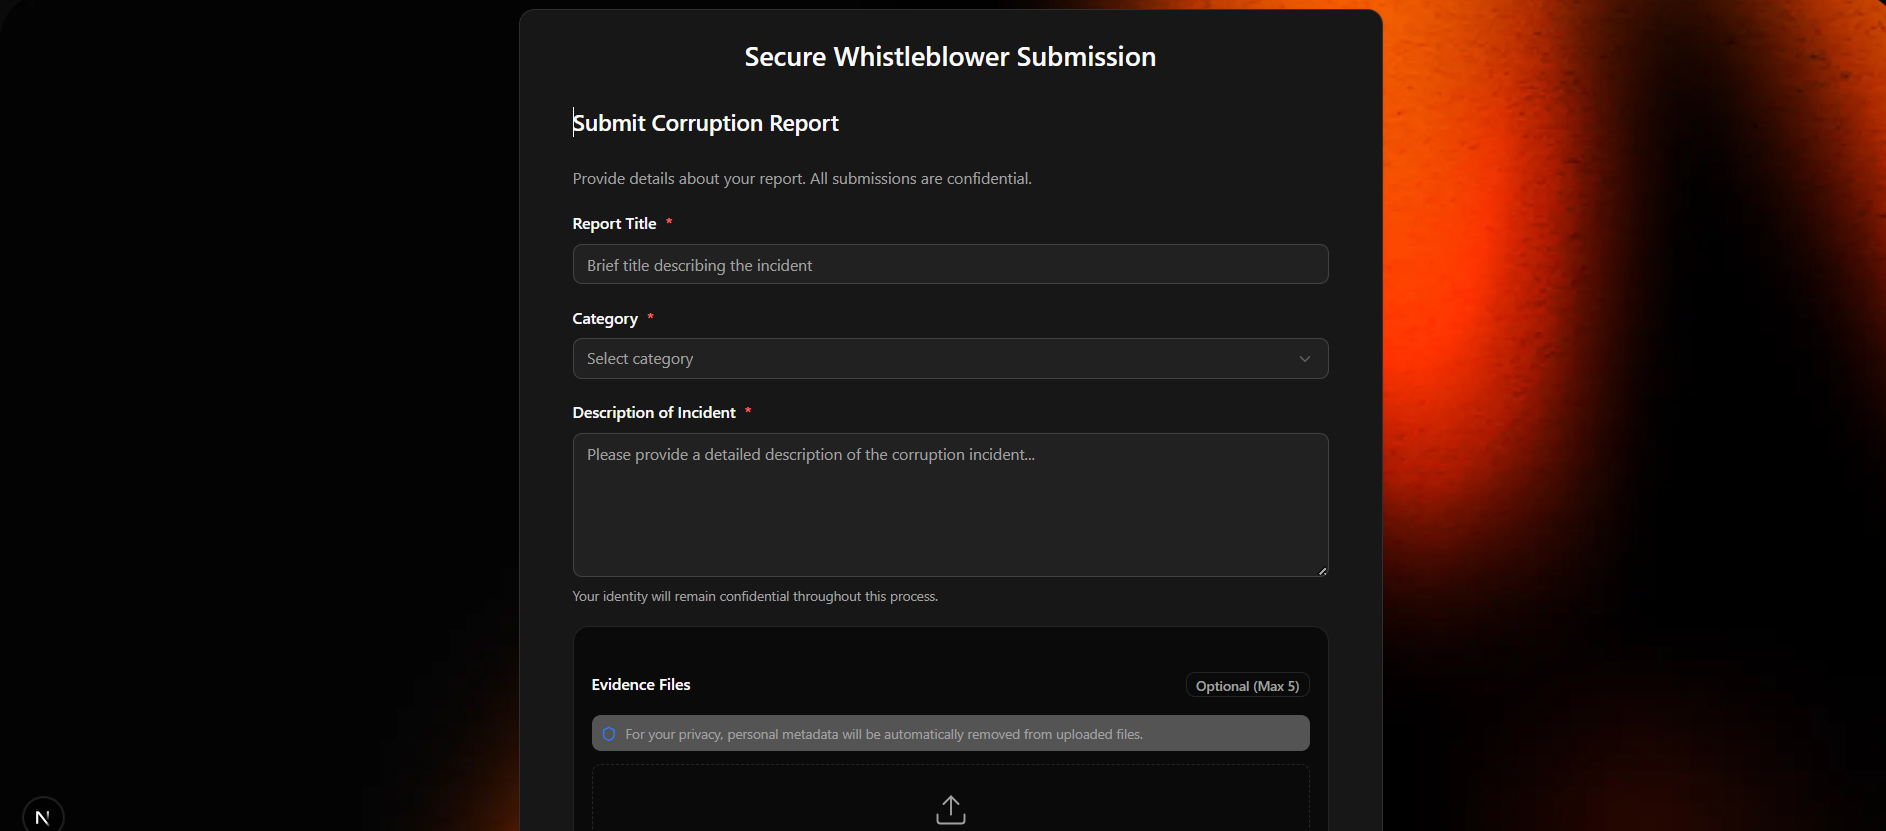 Secure Whistleblower Submission
Submit Corruption Report
Provide details about your report. All submissions are confidential.
Report Title *
Brief title describing the incident
Category *
Select category
Description of Incident *
Please provide a detailed description of the corruption incident...
Your identity will remain confidential throughout this process.
Evidence Files
Optional (Max 5)
For your privacy, personal metadata will be automatically removed from uploaded files.
N